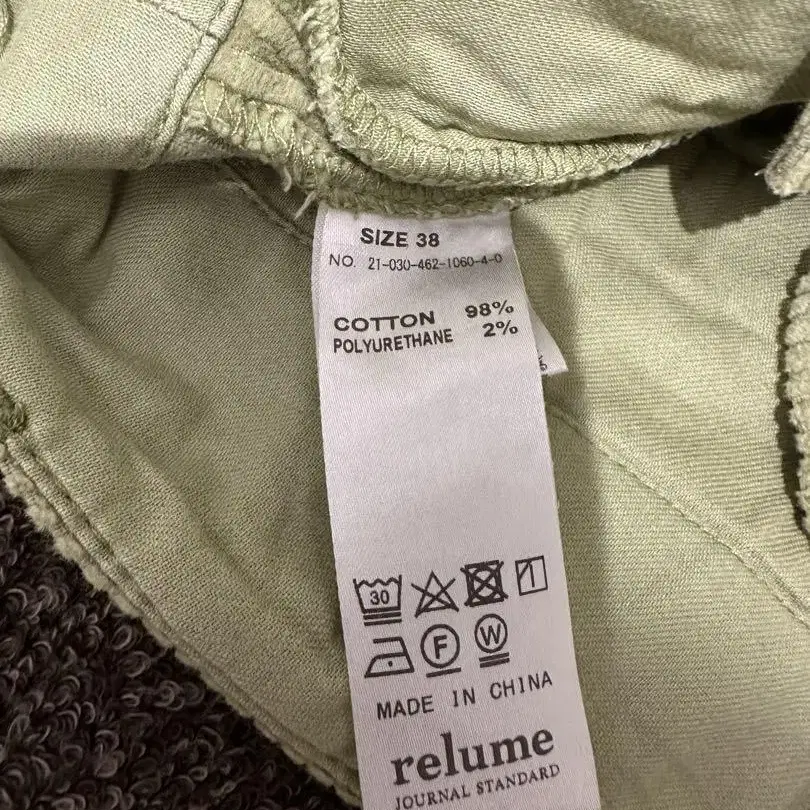 SIZE 38
NO. 21-030-462-1060-4-0
COTTON 98%
POLYURETHANE 2%
30
F W
MADE IN CHINA
relume
JOURNAL STANDARD